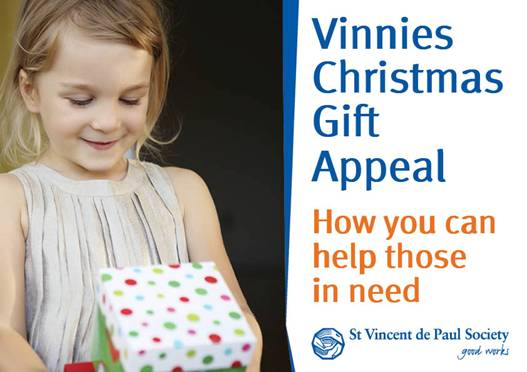 Vinnies
Christmas
Gift
Appeal
How you can
help those
in need
St Vincent de Paul Society
good works